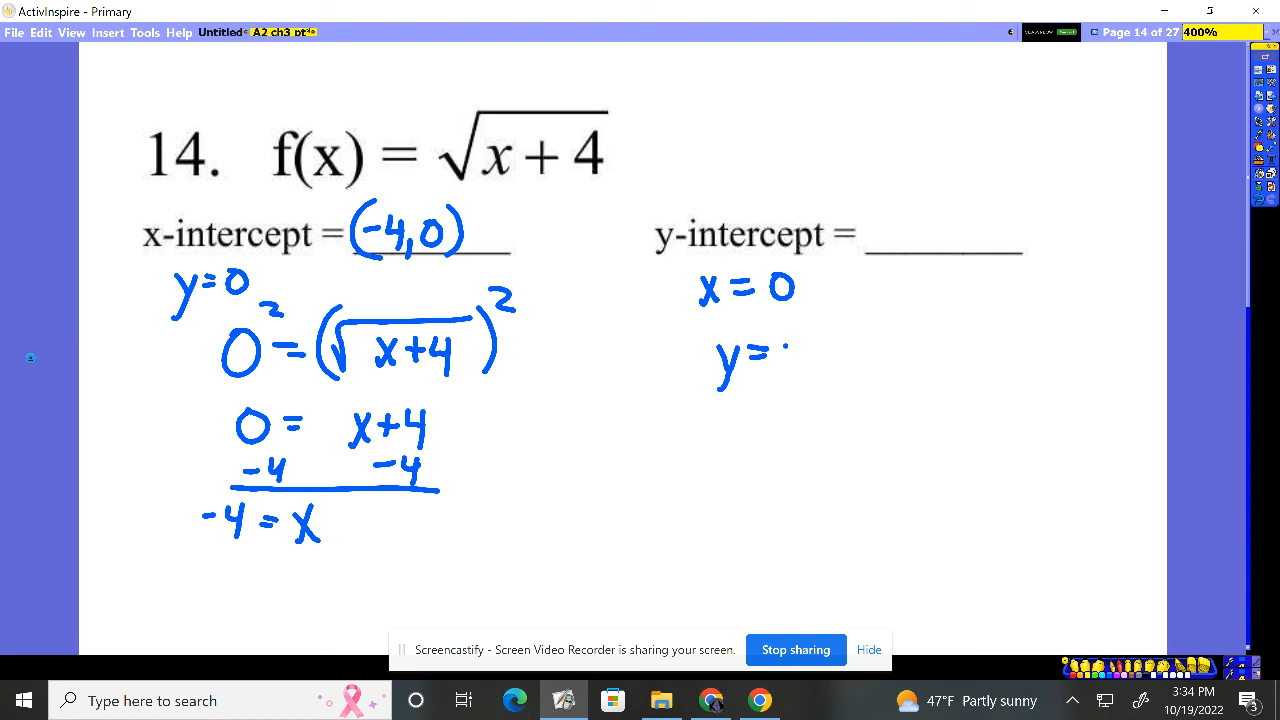 ActivInspire - Primary
File Edit View Insert Tools Help Untitled* A2 ch3 pt* Page 14 of 27 400%
14. f(x) = √x + 4
x-intercept = (-4,0) y-intercept = ________
y=0 x = 0
0² = (√x+4)² y=
0 = x+4
-4 -4
-4 = x
Screencastify - Screen Video Recorder is sharing your screen. Stop sharing Hide
Type here to search 47°F Partly sunny 3:34 PM
10/19/2022 3